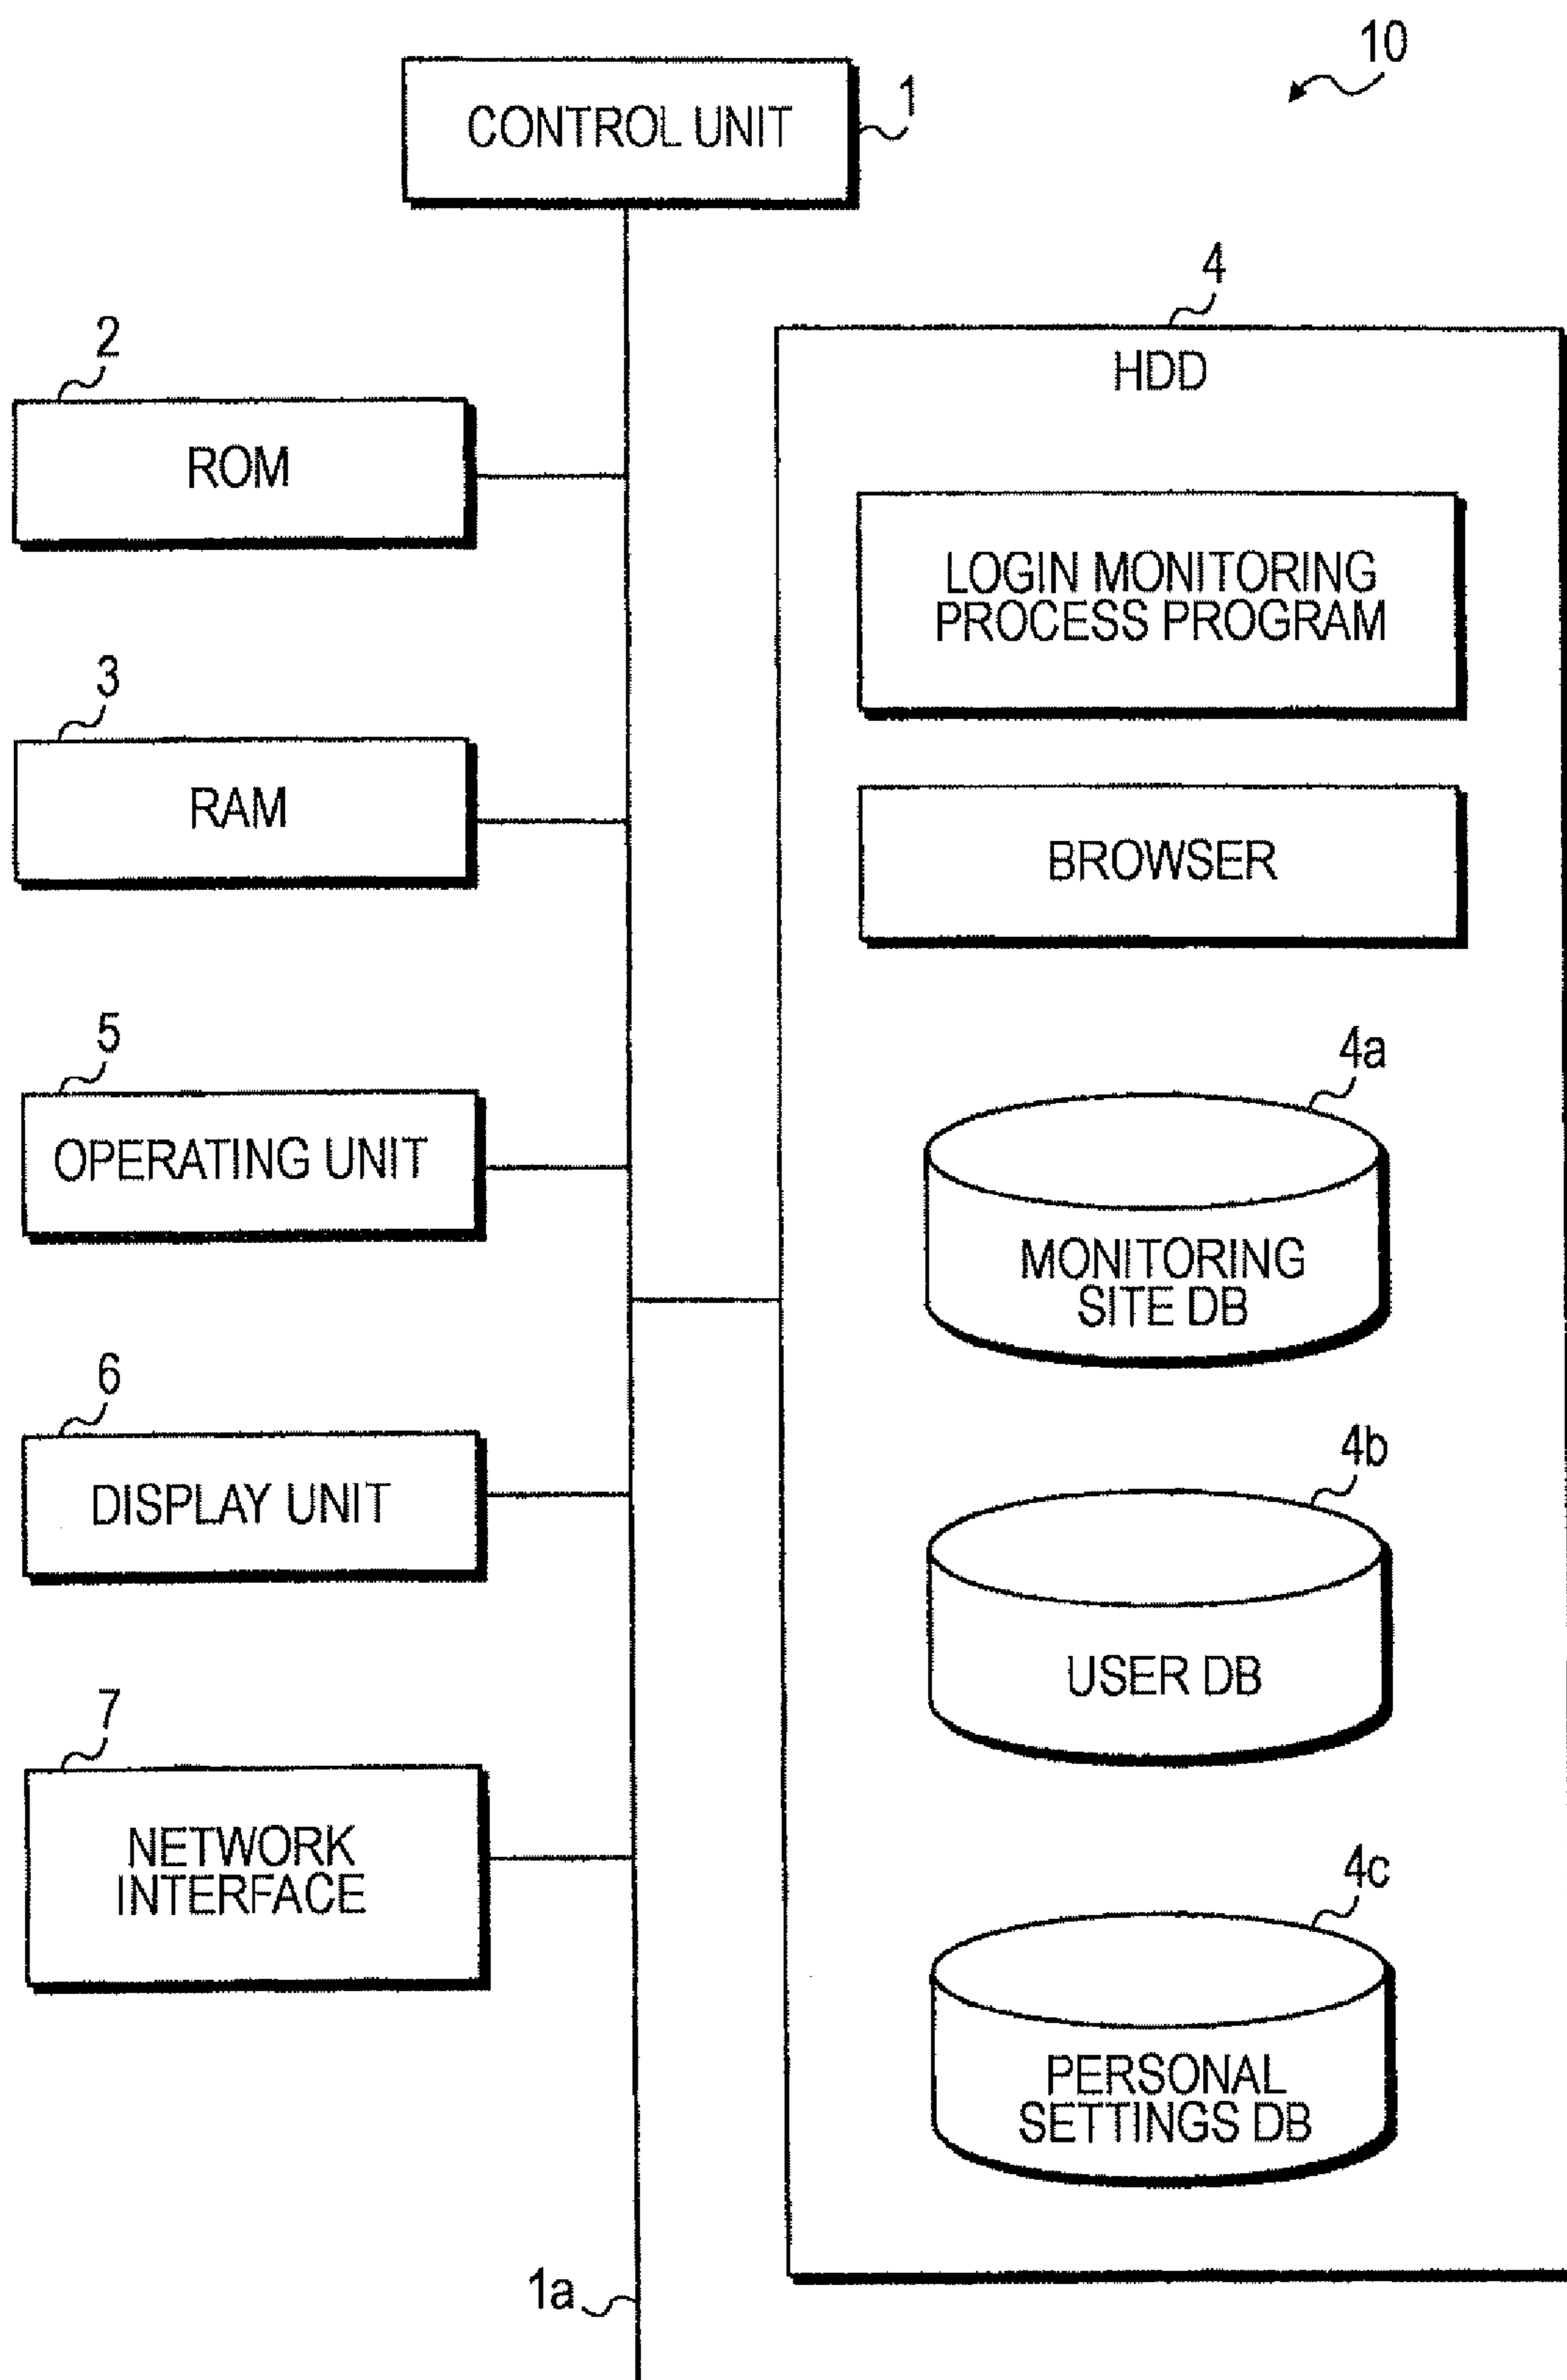 10
CONTROL UNIT
1
2
ROM
3
RAM
5
OPERATING UNIT
6
DISPLAY UNIT
7
NETWORK
INTERFACE
1a
4
HDD
LOGIN MONITORING
PROCESS PROGRAM
BROWSER
4a
MONITORING
SITE DB
4b
USER DB
4c
PERSONAL
SETTINGS DB